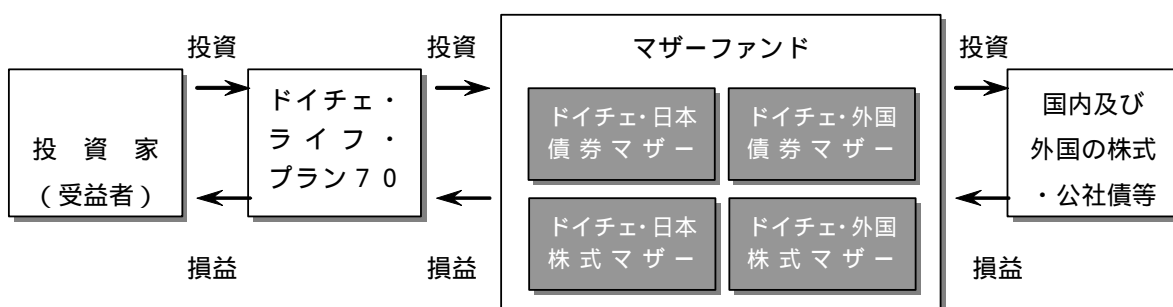 投資
投資
マザーファンド
投資
投 資 家
（受益者）
ドイチェ・
ラ イ フ ・
プラン７０
ドイチェ・日本
債 券 マ ザ ー
ドイチェ・外国
債 券 マ ザ ー
ドイチェ・日本
株 式 マ ザ ー
ドイチェ・外国
株 式 マ ザ ー
国内及び
外国の株式
・公社債等
損益
損益
損益